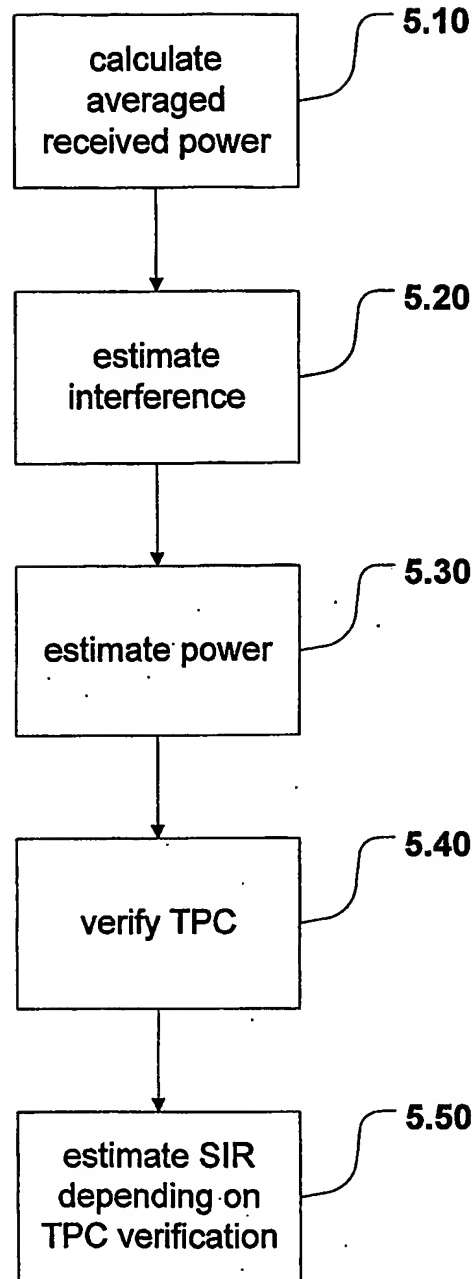 5.10
calculate
averaged
received power
5.20
estimate
interference
5.30
estimate power
5.40
verify TPC
5.50
estimate SIR
depending on
TPC verification